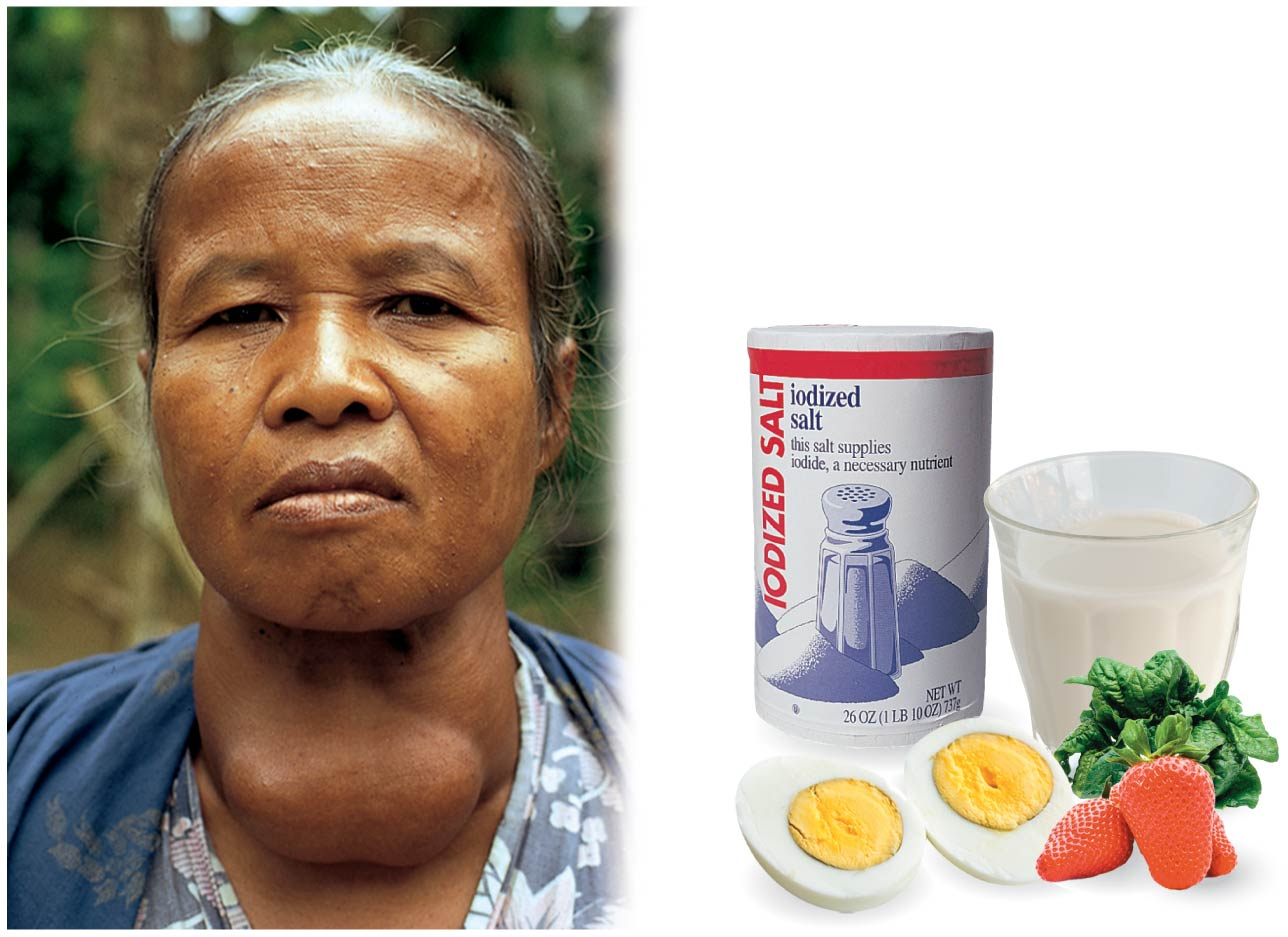 IODIZED SALT
iodized
salt
this salt supplies
iodide, a necessary nutrient
NET WT
26 OZ (1 LB 10 OZ) 737g